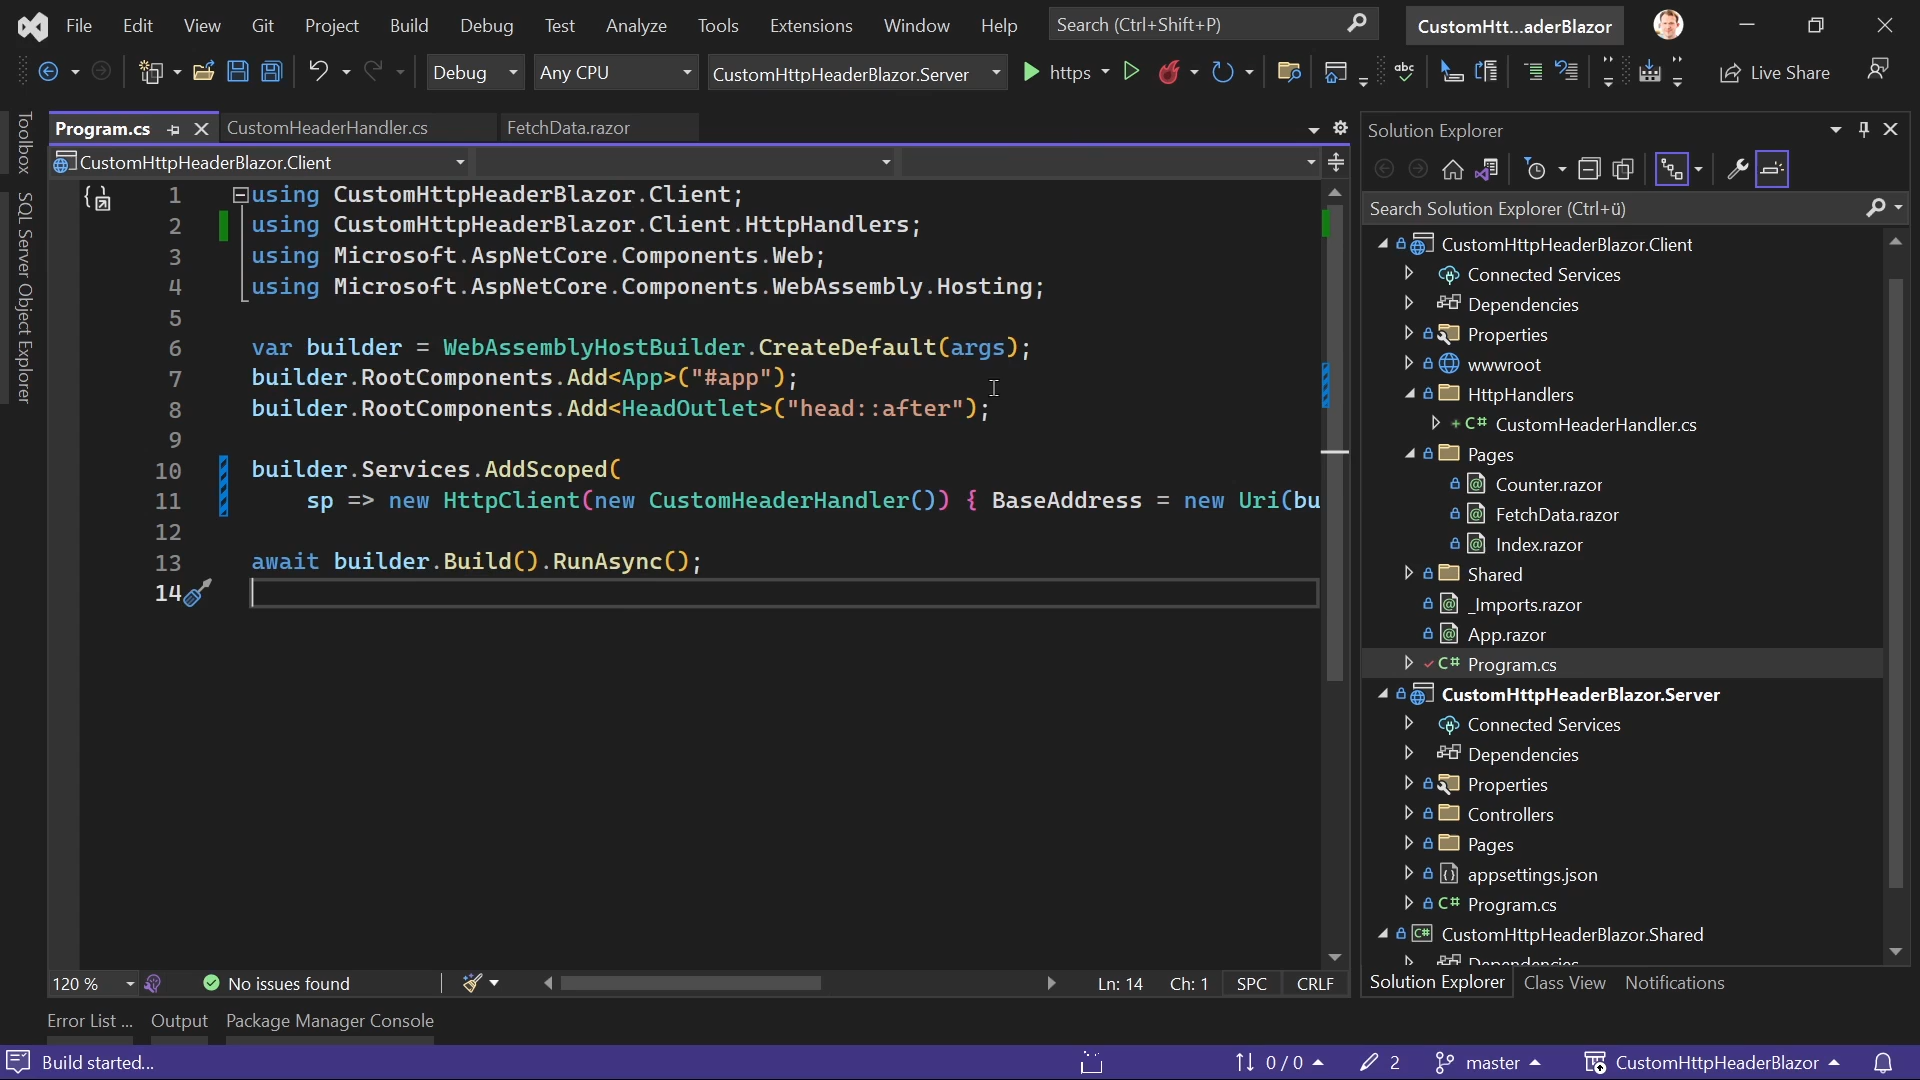 File Edit View Git Project Build Debug Test Analyze Tools Extensions Window Help Search (Ctrl+Shift+P) CustomHtt...aderBlazor
Debug Any CPU CustomHttpHeaderBlazor.Server https abc Live Share
Toolbox
SQL Server Object Explorer
Program.cs CustomHeaderHandler.cs FetchData.razor
CustomHttpHeaderBlazor.Client
1 using CustomHttpHeaderBlazor.Client;
2 using CustomHttpHeaderBlazor.Client.HttpHandlers;
3 using Microsoft.AspNetCore.Components.Web;
4 using Microsoft.AspNetCore.Components.WebAssembly.Hosting;
5
6 var builder = WebAssemblyHostBuilder.CreateDefault(args);
7 builder.RootComponents.Add<App>("#app");
8 builder.RootComponents.Add<HeadOutlet>("head::after");
9
10 builder.Services.AddScoped(
11 sp => new HttpClient(new CustomHeaderHandler()) { BaseAddress = new Uri(bu
12
13 await builder.Build().RunAsync();
14
120 % No issues found Ln: 14 Ch: 1 SPC CRLF
Solution Explorer
Search Solution Explorer (Ctrl+ü)
CustomHttpHeaderBlazor.Client
Connected Services
Dependencies
Properties
wwwroot
HttpHandlers
+ C# CustomHeaderHandler.cs
Pages
Counter.razor
FetchData.razor
Index.razor
Shared
_Imports.razor
App.razor
C# Program.cs
CustomHttpHeaderBlazor.Server
Connected Services
Dependencies
Properties
Controllers
Pages
appsettings.json
C# Program.cs
C# CustomHttpHeaderBlazor.Shared
Dependencies
Solution Explorer Class View Notifications
Error List ... Output Package Manager Console
Build started... 0 / 0 2 master CustomHttpHeaderBlazor